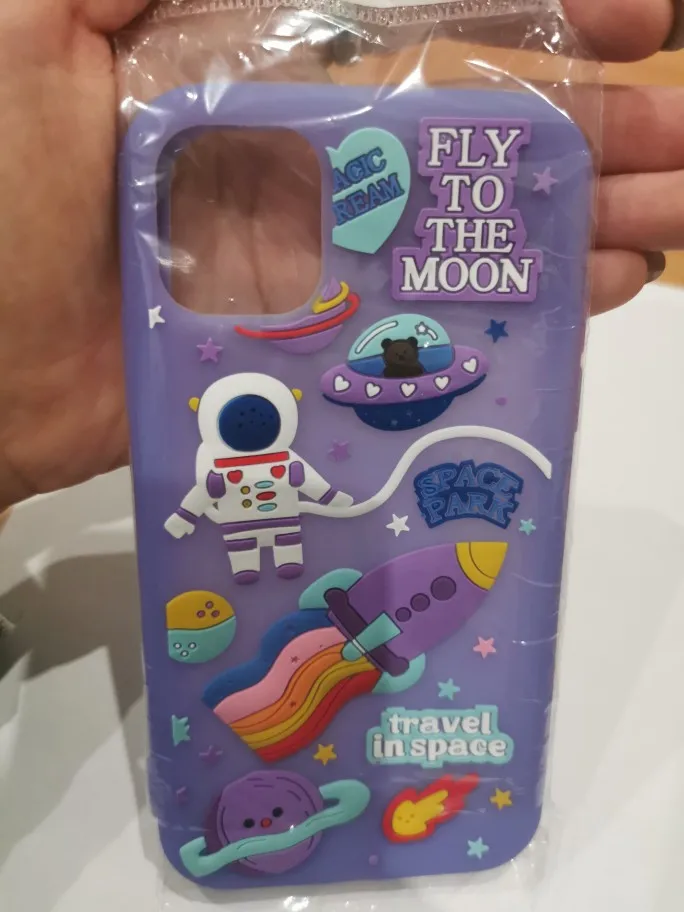 AGIC
REAM
FLY
TO
THE
MOON
SPACE
PARK
travel
in space